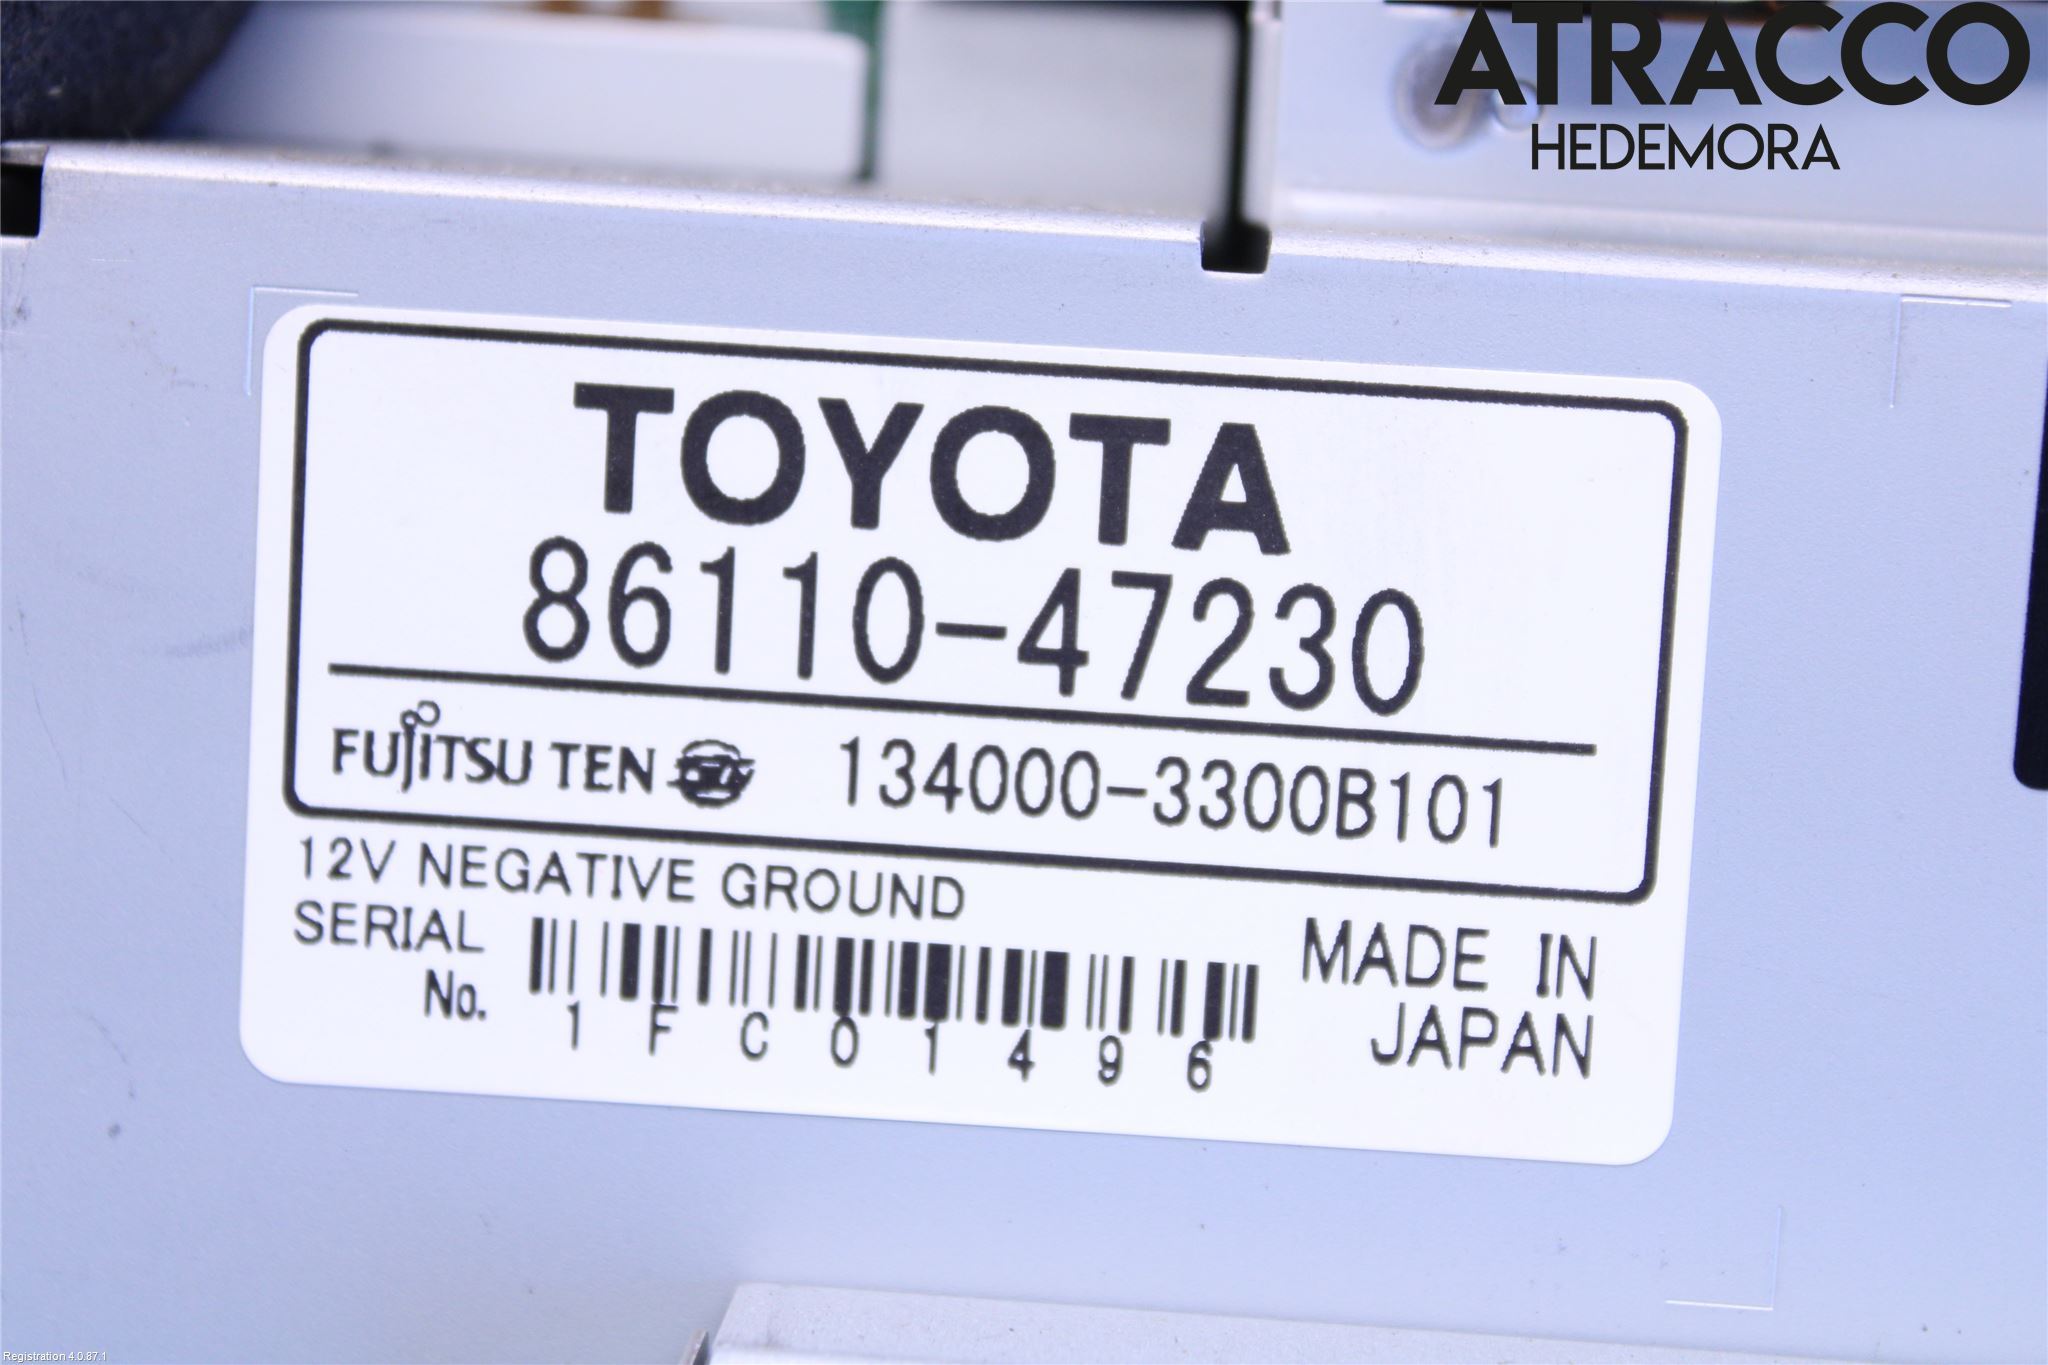 ATRACCO
HEDEMORA
TOYOTA
86110-47230
FUJITSU TEN 134000-3300B101
12V NEGATIVE GROUND
SERIAL
No.
1FC01496
MADE IN
JAPAN
Registration 4.0.87.1